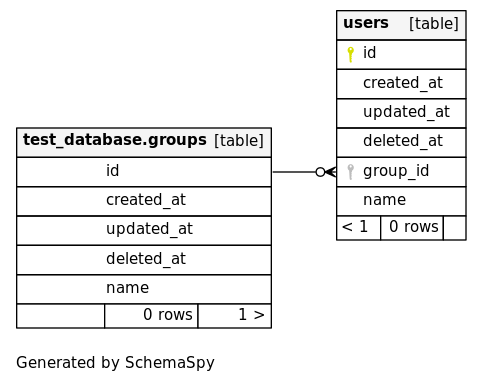 users [table]
id
created_at
updated_at
deleted_at
group_id
name
< 1 0 rows
test_database.groups [table]
id
created_at
updated_at
deleted_at
name
0 rows 1 >
Generated by SchemaSpy